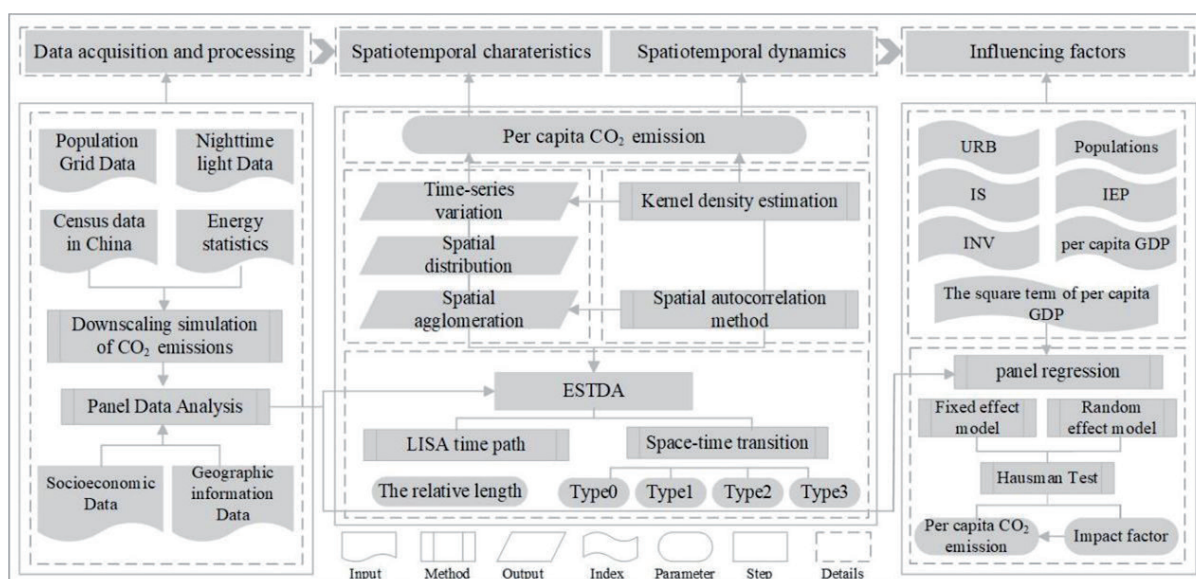 Data acquisition and processing
Spatiotemporal charateristics
Spatiotemporal dynamics
Influencing factors
Population
Grid Data
Nighttime
light Data
Census data
in China
Energy
statistics
Downscaling simulation
of CO₂ emissions
Panel Data Analysis
Socioeconomic
Data
Geographic
information
Data
Per capita CO₂ emission
Time-series
variation
Kernel density estimation
Spatial
distribution
Spatial
agglomeration
Spatial autocorrelation
method
ESTDA
LISA time path
Space-time transition
The relative length
Type0
Type1
Type2
Type3
URB
Populations
IS
IEP
INV
per capita GDP
The square term of per capita
GDP
panel regression
Fixed effect
model
Random
effect model
Hausman Test
Per capita CO₂
emission
Impact factor
Input
Method
Output
Index
Parameter
Step
Details